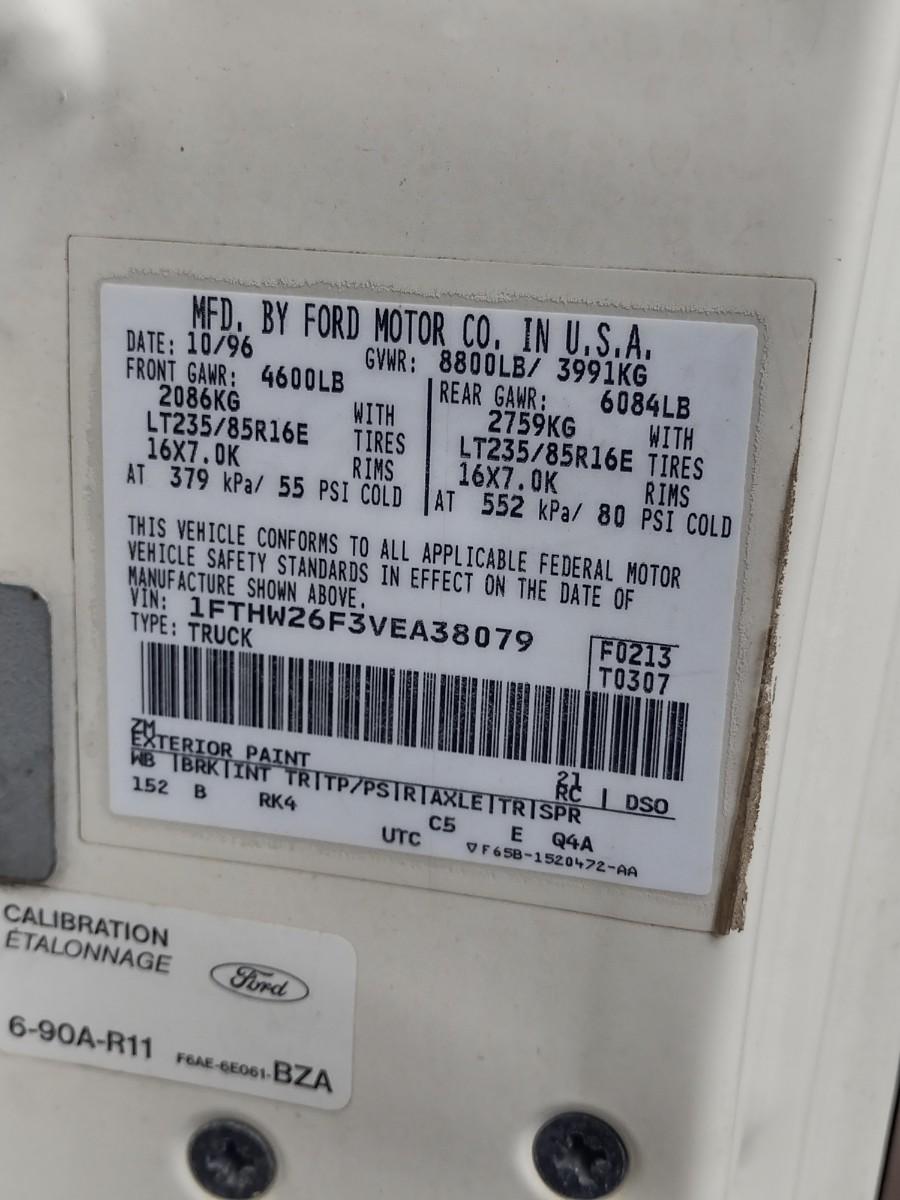 MFD. BY FORD MOTOR CO. IN U.S.A.
DATE: 10/96 GVWR: 8800LB/ 3991KG
FRONT GAWR: 4600LB
2086KG WITH
LT235/85R16E TIRES
16X7.0K RIMS
AT 379 kPa/ 55 PSI COLD
REAR GAWR: 6084LB
2759KG WITH
LT235/85R16E TIRES
16X7.0K RIMS
AT 552 kPa/ 80 PSI COLD
THIS VEHICLE CONFORMS TO ALL APPLICABLE FEDERAL MOTOR
VEHICLE SAFETY STANDARDS IN EFFECT ON THE DATE OF
MANUFACTURE SHOWN ABOVE.
VIN: 1FTHW26F3VEA38079
TYPE: TRUCK
F0213
T0307
ZM
EXTERIOR PAINT 21 RC DSO
WB BRK INT TR TP/PS R AXLE TR SPR
152 B RK4 C5 E Q4A
UTC ▽F65B-1520472-AA
CALIBRATION
ÉTALONNAGE
Ford
6-90A-R11 F6AE-6E061-BZA